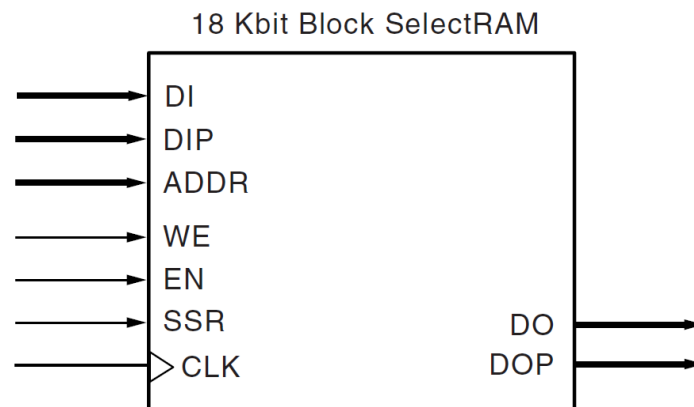 18 Kbit Block SelectRAM
DI
DIP
ADDR
WE
EN
SSR
DO
CLK
DOP